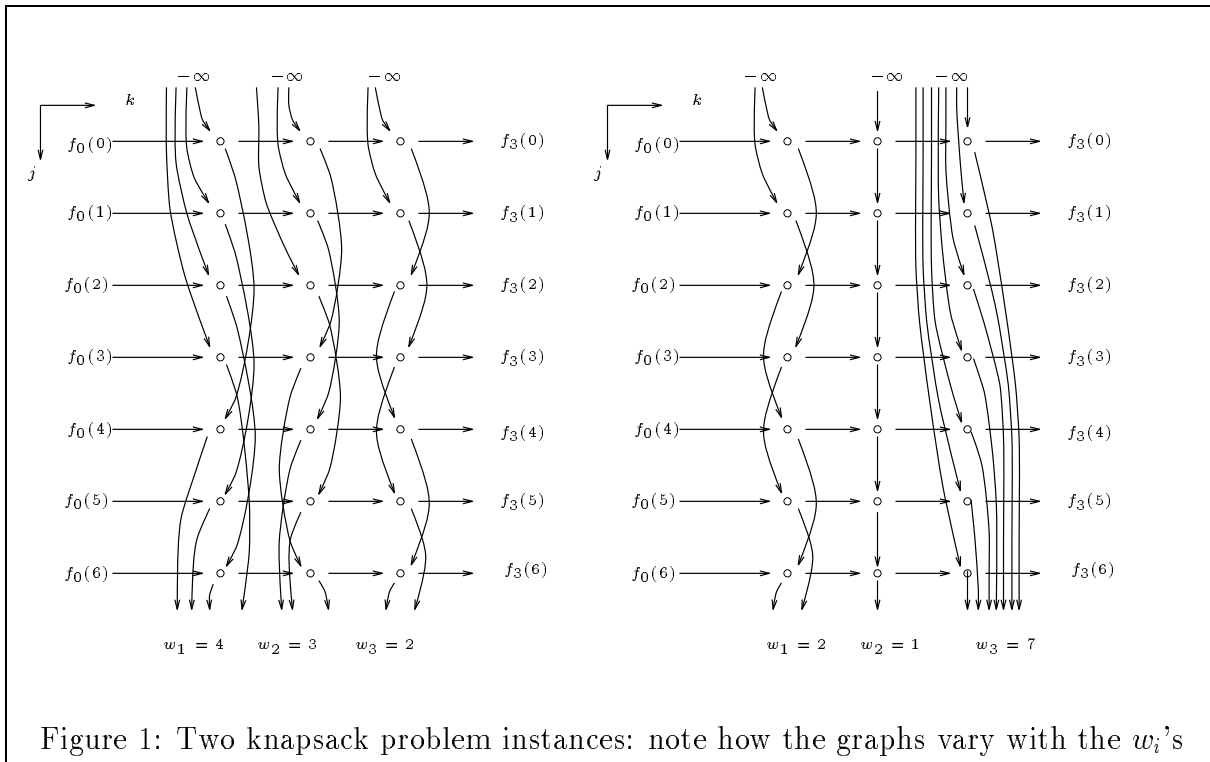 −∞ −∞ −∞ −∞ −∞ −∞
k k
f₀(0) f₃(0) f₀(0) f₃(0)
j j
f₀(1) f₃(1) f₀(1) f₃(1)
f₀(2) f₃(2) f₀(2) f₃(2)
f₀(3) f₃(3) f₀(3) f₃(3)
f₀(4) f₃(4) f₀(4) f₃(4)
f₀(5) f₃(5) f₀(5) f₃(5)
f₀(6) f₃(6) f₀(6) f₃(6)
w₁ = 4 w₂ = 3 w₃ = 2 w₁ = 2 w₂ = 1 w₃ = 7
Figure 1: Two knapsack problem instances: note how the graphs vary with the wᵢ's